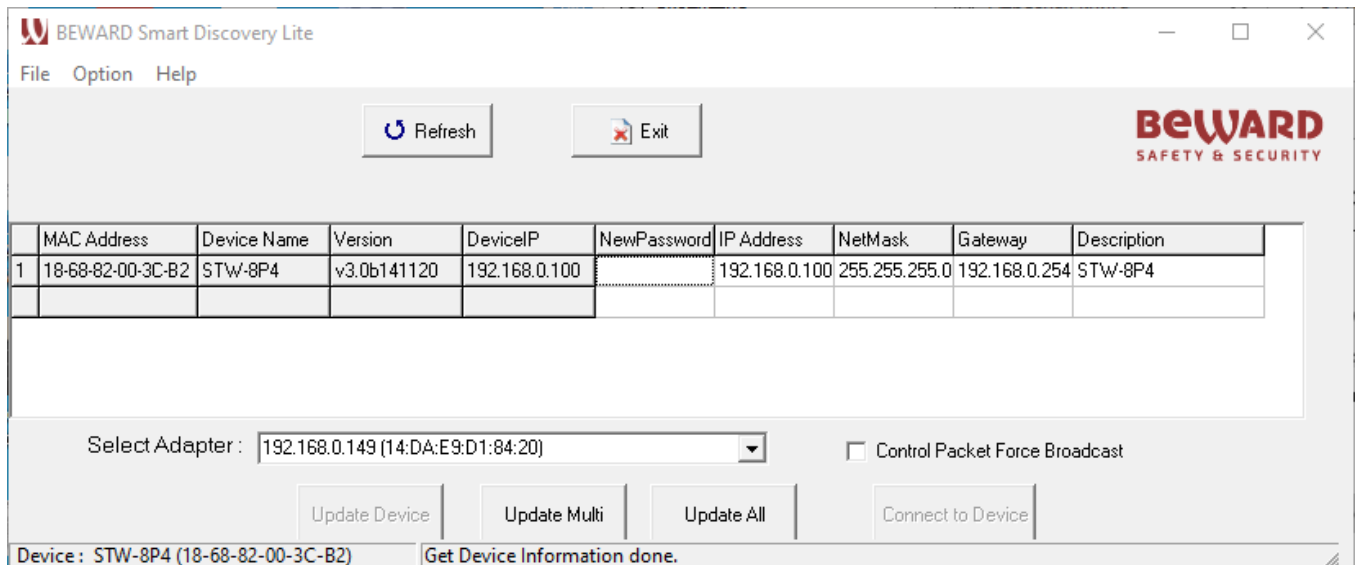 BEWARD Smart Discovery Lite
File Option Help
Refresh Exit
BEWARD
SAFETY & SECURITY
MAC Address Device Name Version DeviceIP NewPassword IP Address NetMask Gateway Description
1 18-68-82-00-3C-B2 STW-8P4 v3.0b141120 192.168.0.100 192.168.0.100 255.255.255.0 192.168.0.254 STW-8P4
Select Adapter : 192.168.0.149 (14:DA:E9:D1:84:20) Control Packet Force Broadcast
Update Device Update Multi Update All Connect to Device
Device : STW-8P4 (18-68-82-00-3C-B2) Get Device Information done.